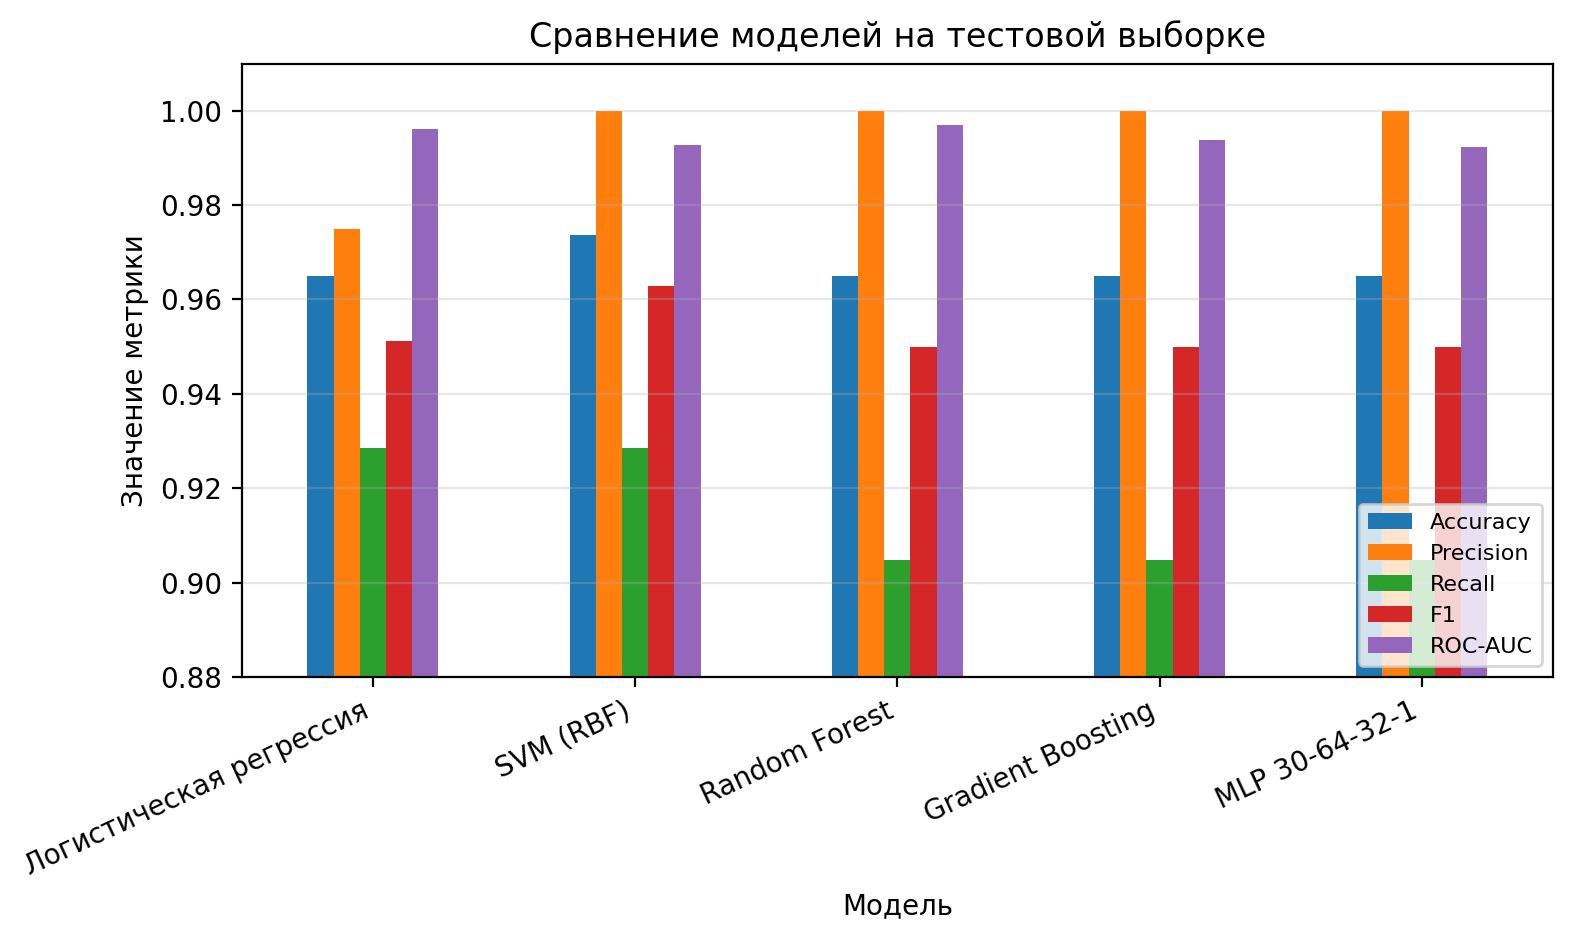 Сравнение моделей на тестовой выборке
Значение метрики
1.00
0.98
0.96
0.94
0.92
0.90
0.88
Accuracy
Precision
Recall
F1
ROC-AUC
Логистическая регрессия
SVM (RBF)
Random Forest
Gradient Boosting
MLP 30-64-32-1
Модель